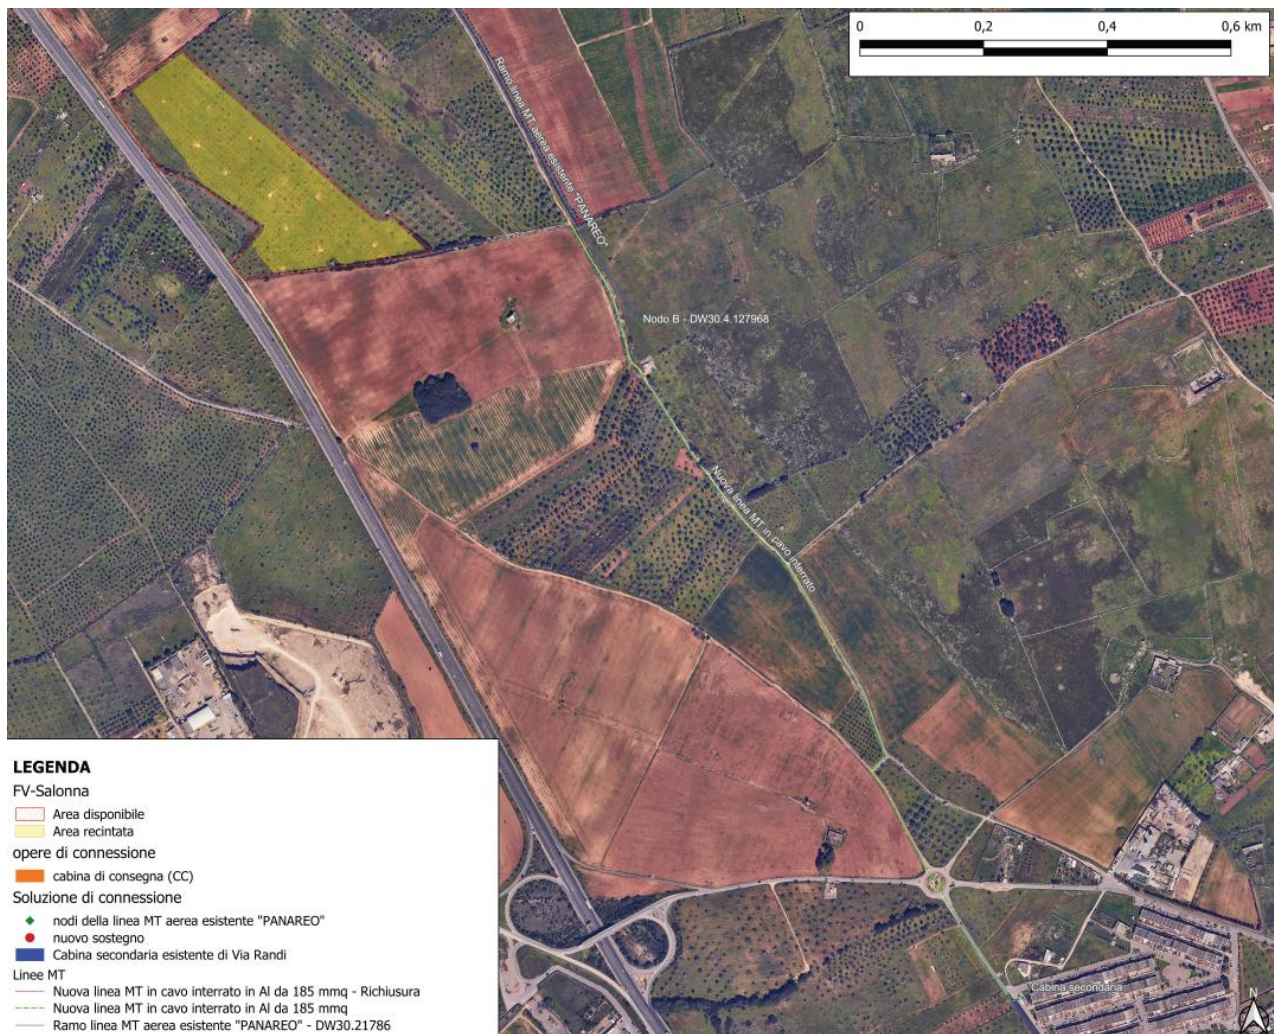 0 0,2 0,4 0,6 km
Ramo linea MT aerea esistente "PANAREO"
Nodo B - DW30.4.127968
Nuova linea MT in cavo interrato
Cabina secondaria
N
LEGENDA
FV-Salonna
Area disponibile
Area recintata
opere di connessione
cabina di consegna (CC)
Soluzione di connessione
nodi della linea MT aerea esistente "PANAREO"
nuovo sostegno
Cabina secondaria esistente di Via Randi
Linee MT
Nuova linea MT in cavo interrato in Al da 185 mmq - Richiusura
Nuova linea MT in cavo interrato in Al da 185 mmq
Ramo linea MT aerea esistente "PANAREO" - DW30.21786